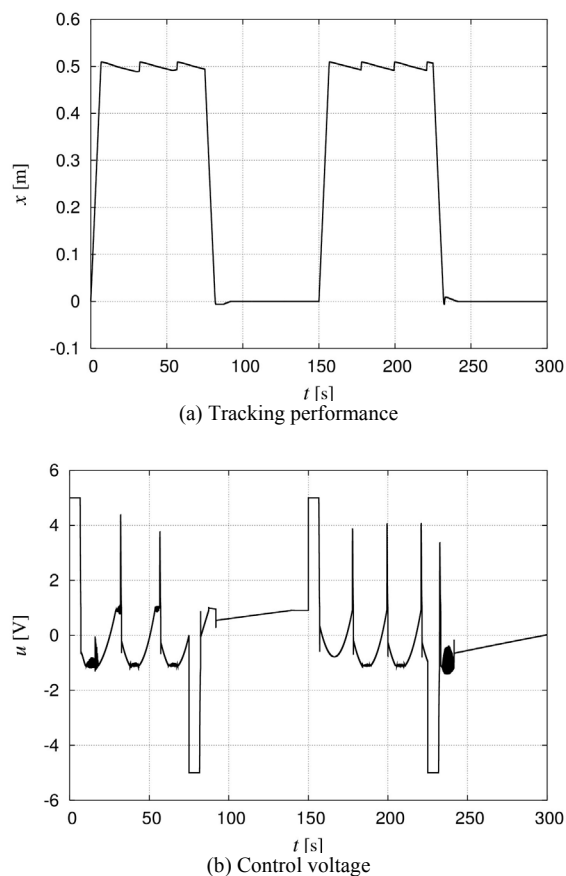 0.6
0.5
0.4
0.3
0.2
0.1
0
-0.1
x [m]
0 50 100 150 200 250 300
t [s]
(a) Tracking performance
6
4
2
0
-2
-4
-6
u [V]
0 50 100 150 200 250 300
t [s]
(b) Control voltage